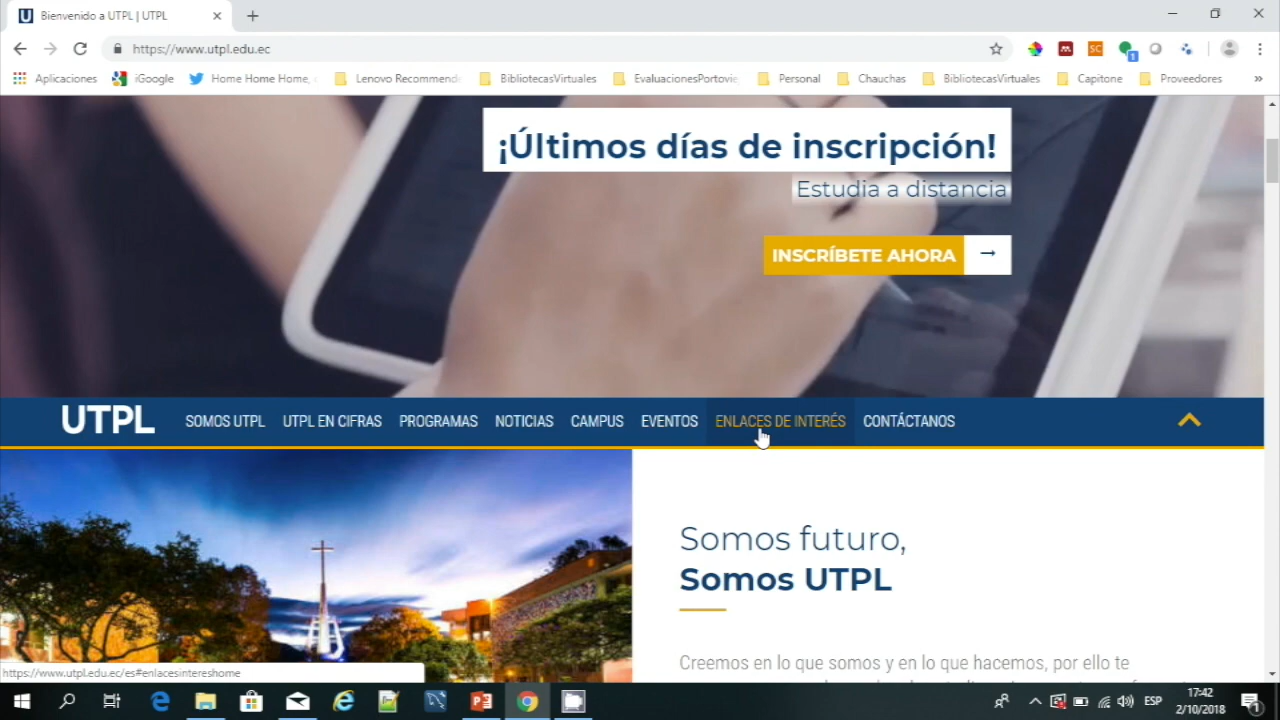 Bienvenido a UTPL | UTPL
https://www.utpl.edu.ec
Aplicaciones iGoogle Home Home Home, Lenovo Recommend BibliotecasVirtuales EvaluacionesPortovie Personal Chauchas BibliotecasVirtuales Capitone Proveedores »
¡Últimos días de inscripción!
Estudia a distancia
INSCRÍBETE AHORA →
UTPL SOMOS UTPL UTPL EN CIFRAS PROGRAMAS NOTICIAS CAMPUS EVENTOS ENLACES DE INTERÉS CONTÁCTANOS
Somos futuro,
Somos UTPL
Creemos en lo que somos y en lo que hacemos, por ello te
https://www.utpl.edu.ec/es#enlacesintereshome
ESP
17:42
2/10/2018